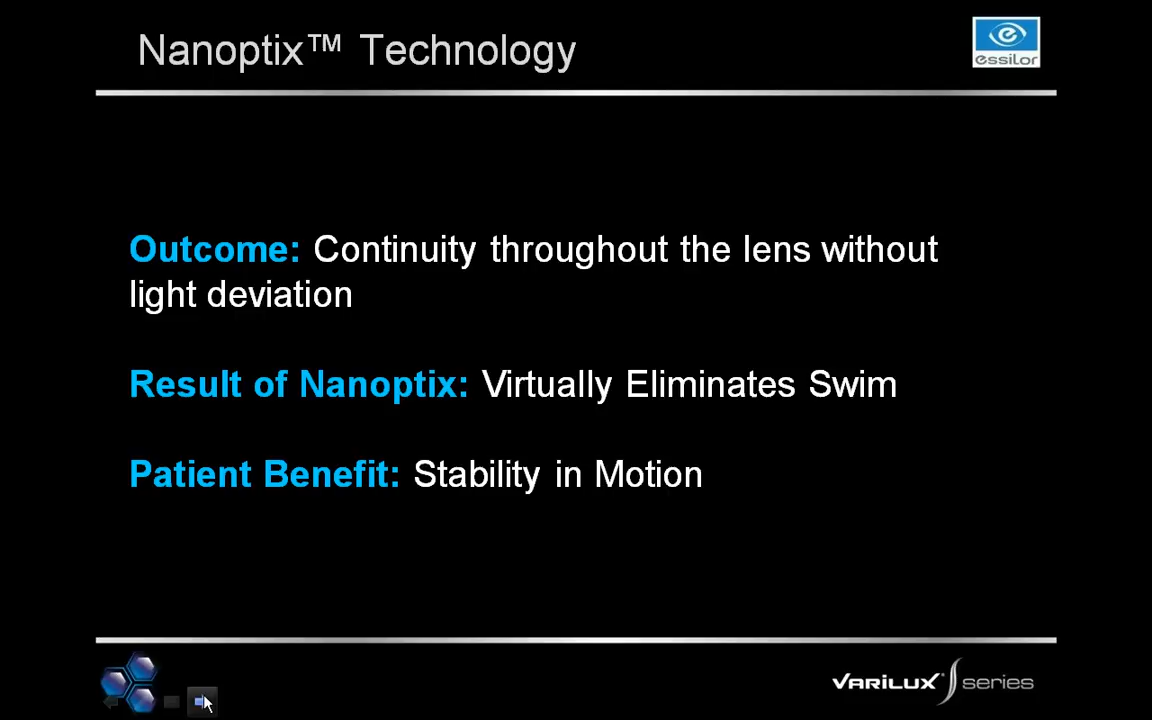 Nanoptix™ Technology
essilor
Outcome: Continuity throughout the lens without
light deviation
Result of Nanoptix: Virtually Eliminates Swim
Patient Benefit: Stability in Motion
VARILUX® S series